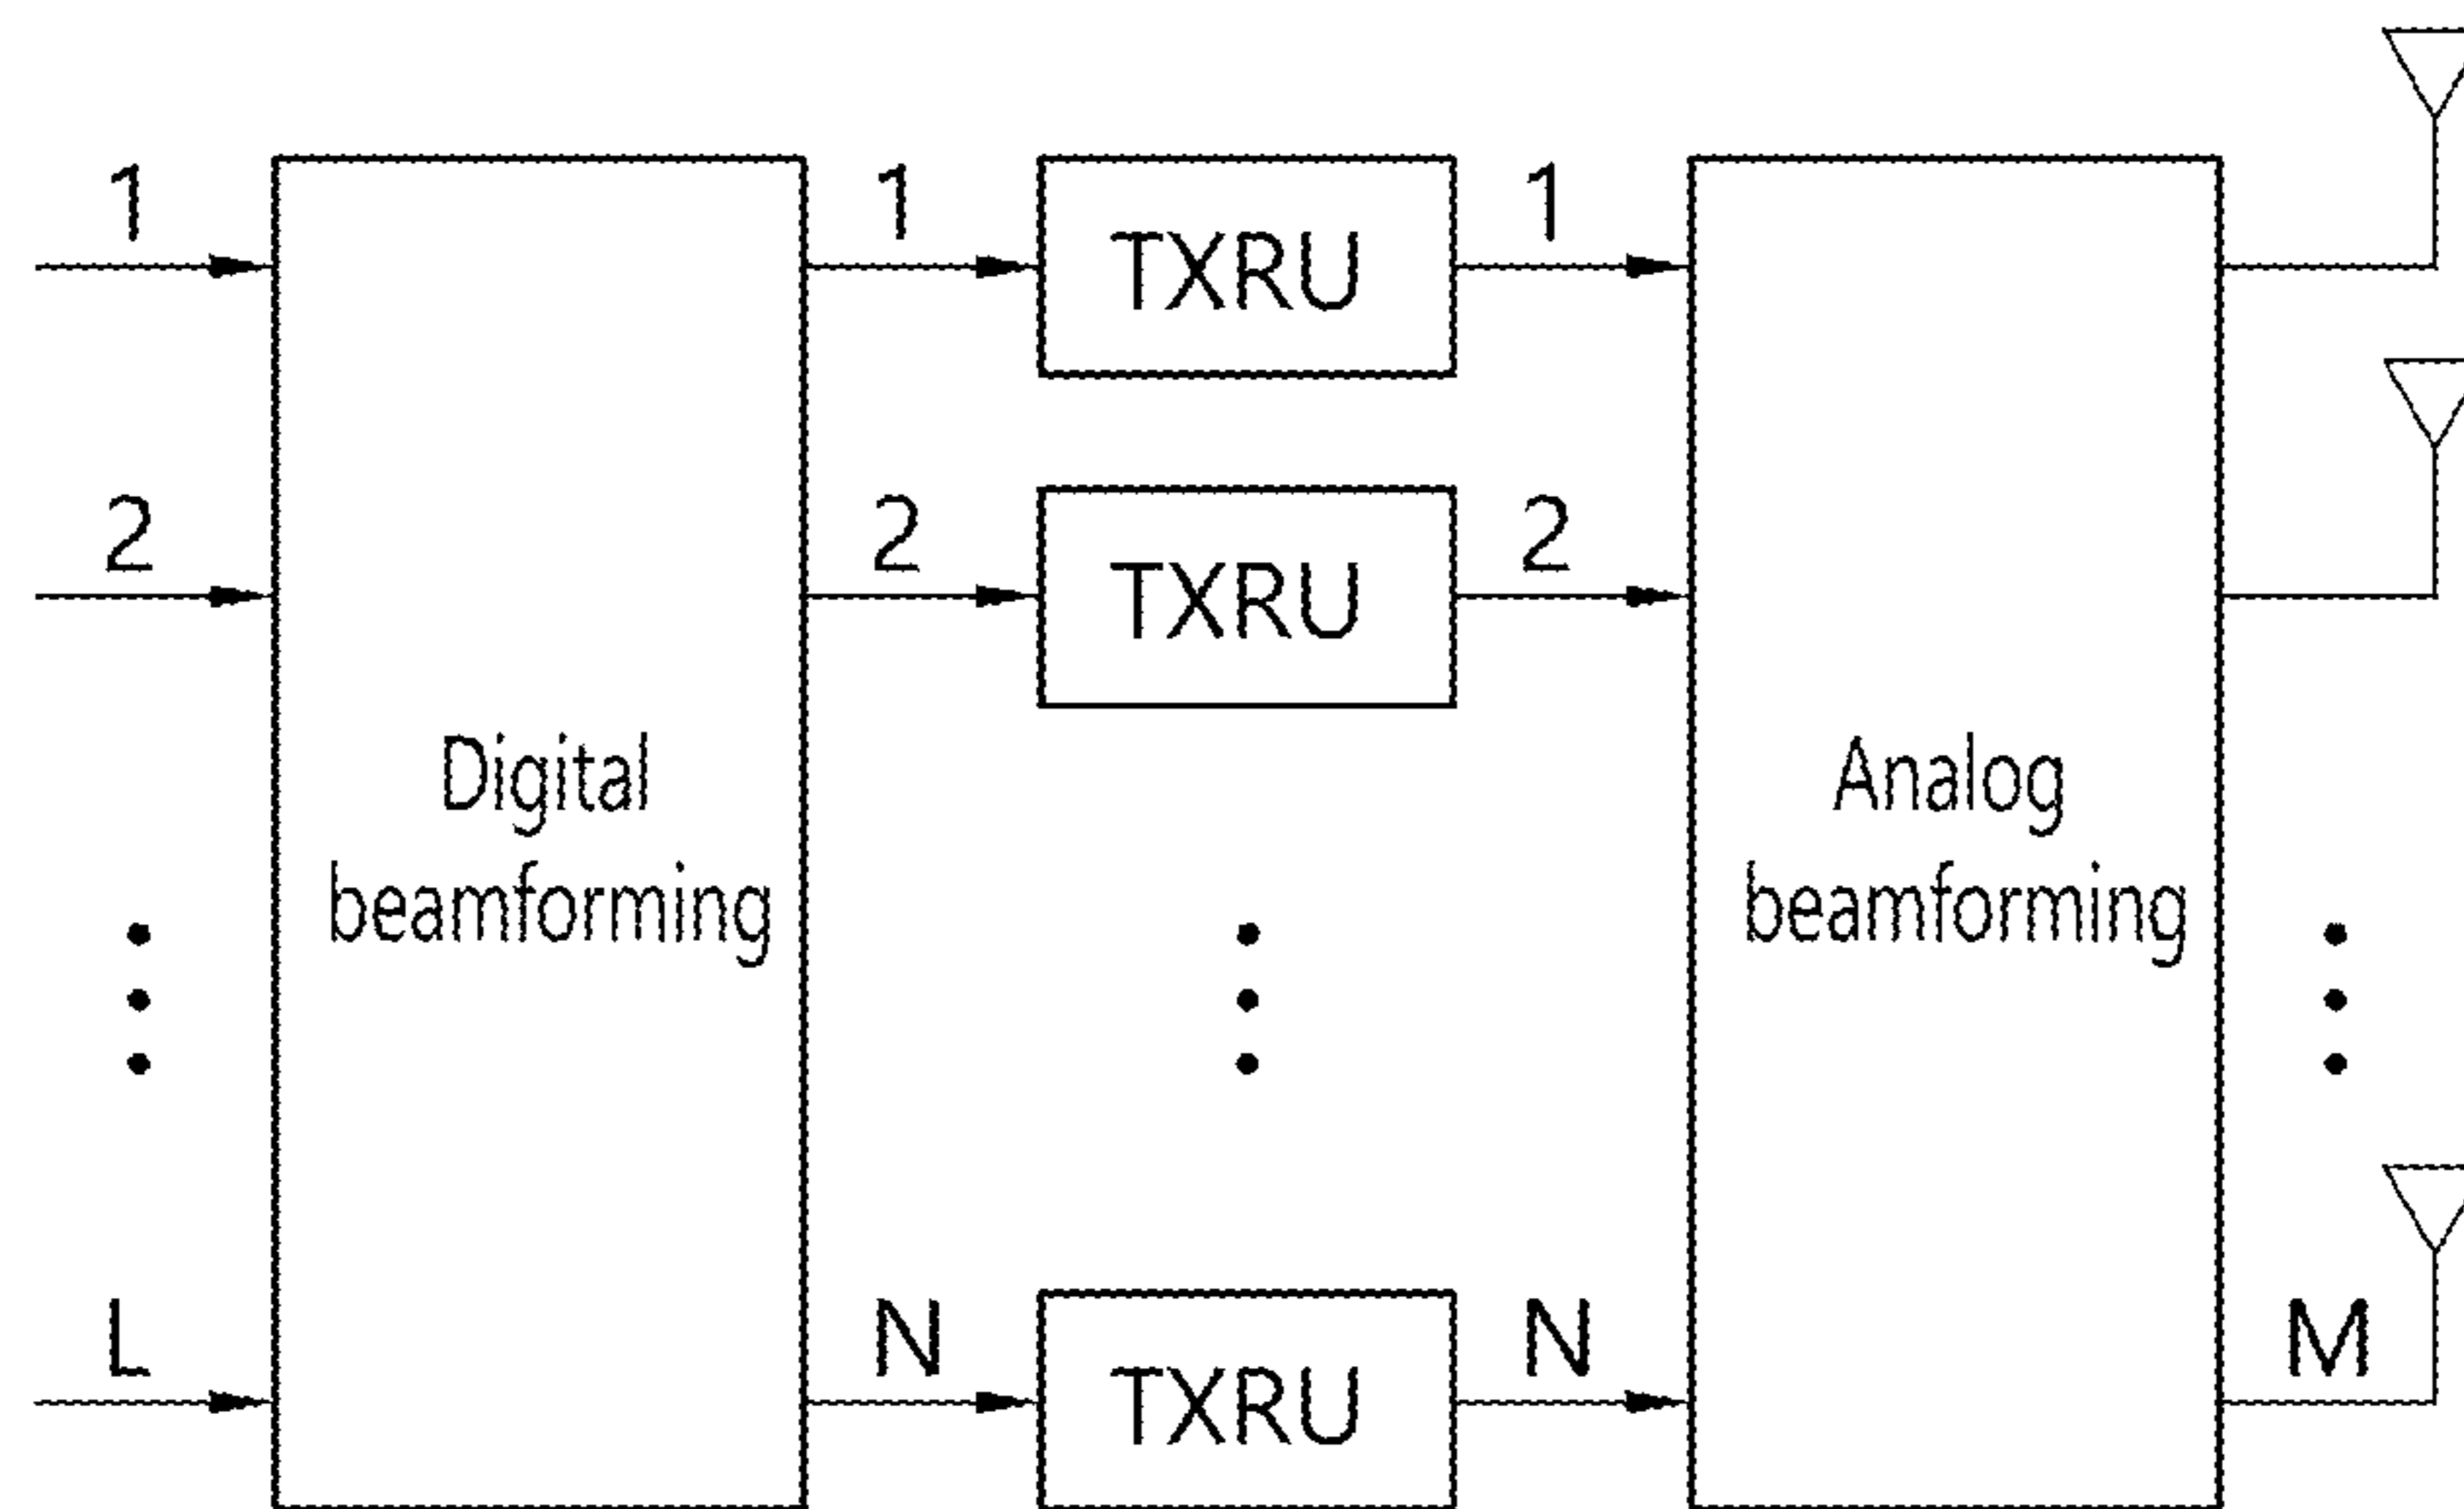 1 1 1
TXRU
2 2 2
TXRU
Digital
beamforming
Analog
beamforming
L N N M
TXRU